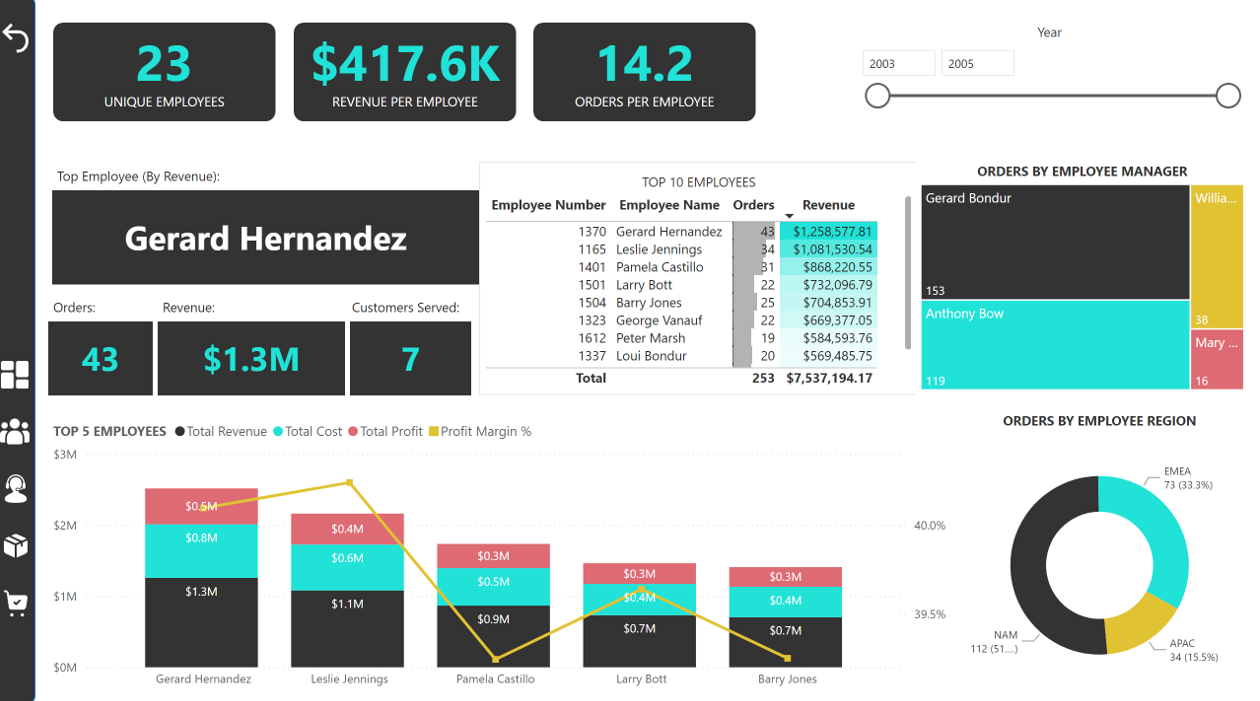 23
UNIQUE EMPLOYEES
$417.6K
REVENUE PER EMPLOYEE
14.2
ORDERS PER EMPLOYEE
Year
2003 2005
Top Employee (By Revenue):
Gerard Hernandez
Orders: Revenue: Customers Served:
43 $1.3M 7
TOP 10 EMPLOYEES
Employee Number Employee Name Orders Revenue
1370 Gerard Hernandez 43 $1,258,577.81
1165 Leslie Jennings 34 $1,081,530.54
1401 Pamela Castillo 31 $868,220.55
1501 Larry Bott 22 $732,096.79
1504 Barry Jones 25 $704,853.91
1323 George Vanauf 22 $669,377.05
1612 Peter Marsh 19 $584,593.76
1337 Loui Bondur 20 $569,485.75
Total 253 $7,537,194.17
ORDERS BY EMPLOYEE MANAGER
Gerard Bondur
153
Anthony Bow
119
Willia...
38
Mary ...
16
TOP 5 EMPLOYEES Total Revenue Total Cost Total Profit Profit Margin %
$3M
$2M
$1M
$0M
40.0%
39.5%
$0.5M
$0.8M
$1.3M
$0.4M
$0.6M
$1.1M
$0.3M
$0.5M
$0.9M
$0.3M
$0.4M
$0.7M
$0.3M
$0.4M
$0.7M
Gerard Hernandez Leslie Jennings Pamela Castillo Larry Bott Barry Jones
ORDERS BY EMPLOYEE REGION
EMEA
73 (33.3%)
NAM
112 (51....)
APAC
34 (15.5%)